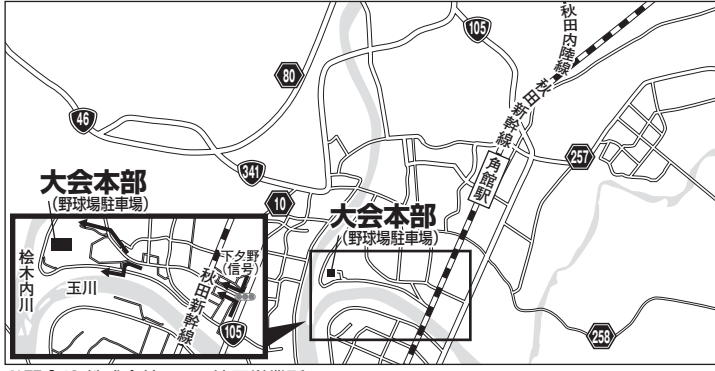 105
秋田内陸線
80
46
秋田新幹線
257
341
角館駅
大会本部
(野球場駐車場)
10
大会本部
(野球場駐車場)
下夕野
(信号)
桧木内川
玉川
秋田新幹線
105
258